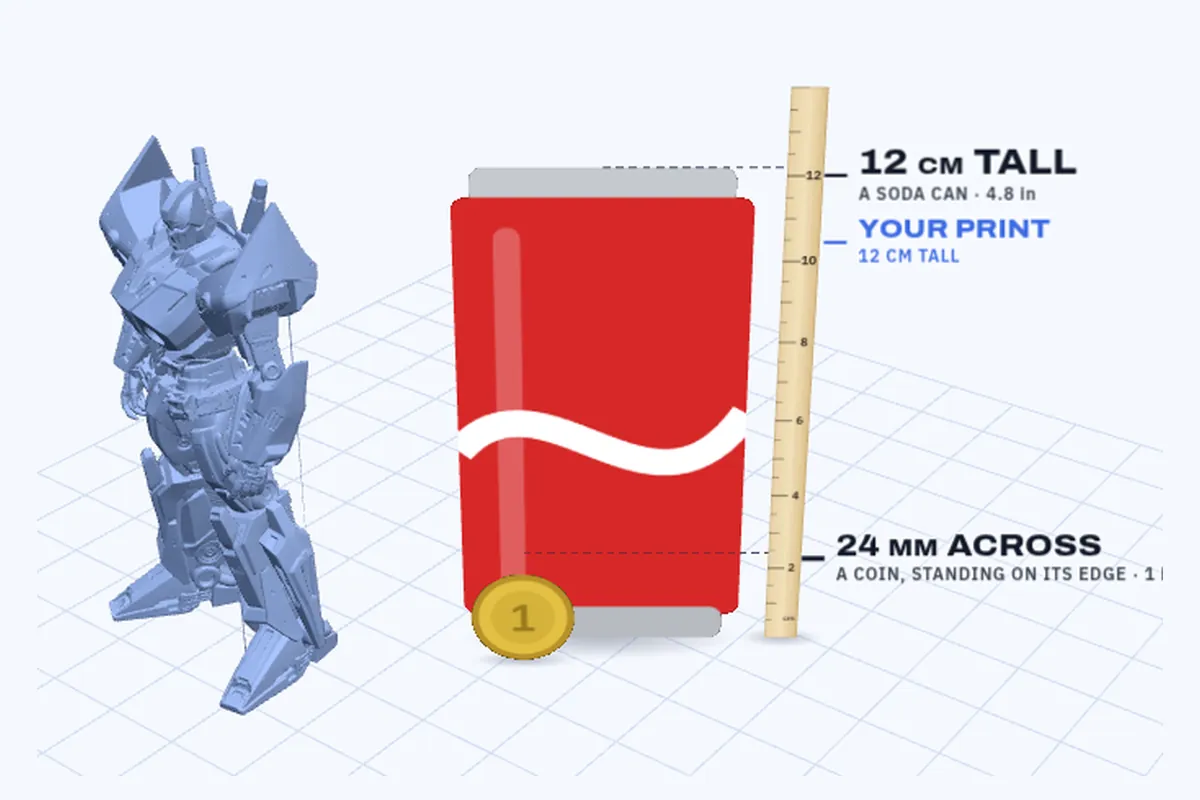 12 CM TALL
A SODA CAN · 4.8 in
YOUR PRINT
12 CM TALL
12
10
8
6
4
2
cm
24 MM ACROSS
A COIN, STANDING ON ITS EDGE · 1
1